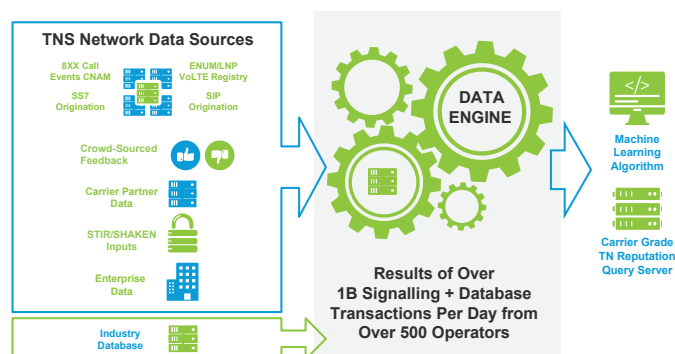 TNS Network Data Sources
8XX Call
Events CNAM
ENUM/LNP
VoLTE Registry
SS7
Origination
SIP
Origination
Crowd-Sourced
Feedback
Carrier Partner
Data
STIR/SHAKEN
Inputs
Enterprise
Data
Industry
Database
DATA
ENGINE
Results of Over
1B Signalling + Database
Transactions Per Day from
Over 500 Operators
</>
Machine
Learning
Algorithm
Carrier Grade
TN Reputation
Query Server